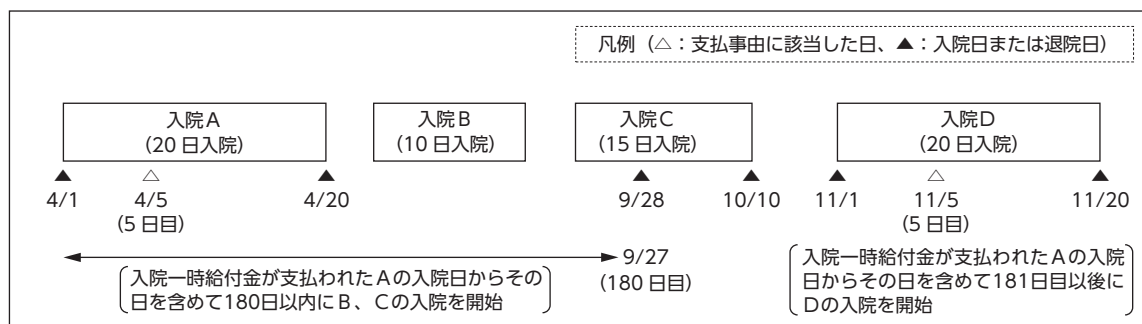 凡例（△：支払事由に該当した日、▲：入院日または退院日）
入院A
（20日入院）
入院B
（10日入院）
入院C
（15日入院）
入院D
（20日入院）
▲ △ ▲ ▲ ▲ ▲ △ ▲
4/1 4/5 4/20 9/28 10/10 11/1 11/5 11/20
（5日目） （5日目）
9/27
（180日目）
入院一時給付金が支払われたAの入院日からその
日を含めて180日以内にB、Cの入院を開始
入院一時給付金が支払われたAの入院
日からその日を含めて181日目以後に
Dの入院を開始